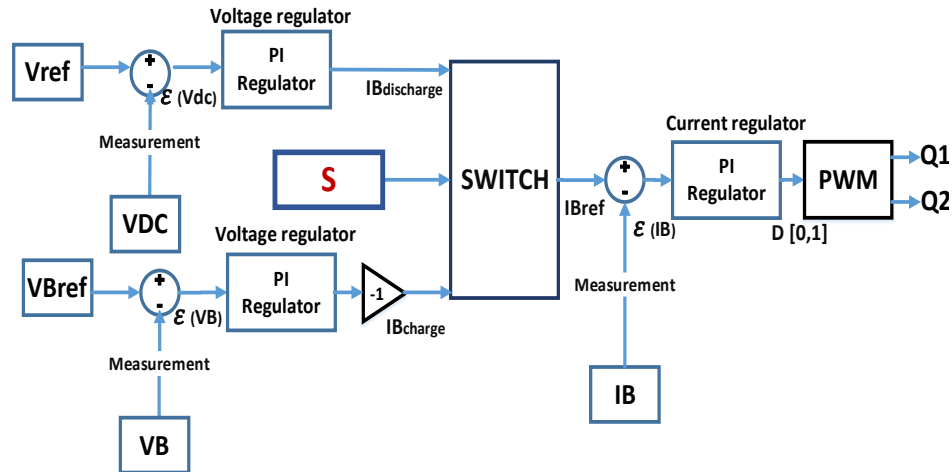 Voltage regulator
Vref
+
-
ε (Vdc)
PI
Regulator
IBdischarge
Measurement
VDC
S
SWITCH
IBref
+
-
ε (IB)
Current regulator
PI
Regulator
D [0,1]
PWM
Q1
Q2
Voltage regulator
VBref
+
-
ε (VB)
PI
Regulator
-1
IBcharge
Measurement
VB
Measurement
IB